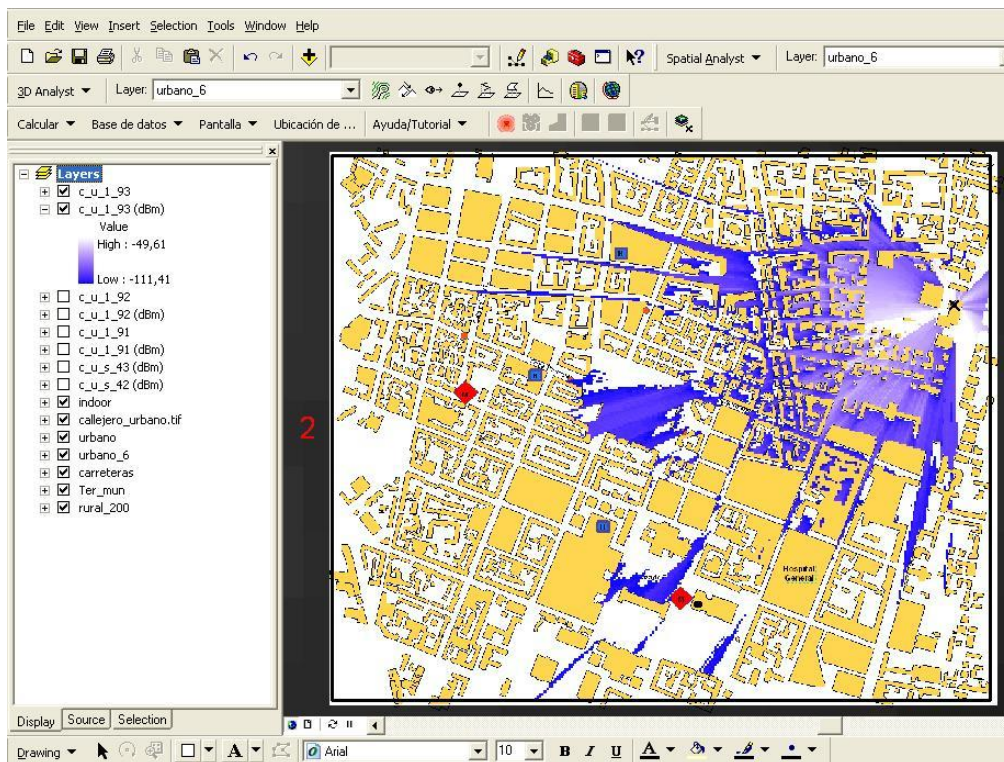 File Edit View Insert Selection Tools Window Help
Spatial Analyst Layer: urbano_6
3D Analyst Layer: urbano_6
Calcular Base de datos Pantalla Ubicación de ... Ayuda/Tutorial
Layers
c_u_1_93
c_u_1_93 (dBm)
Value
High : -49,61
Low : -111,41
c_u_1_92
c_u_1_92 (dBm)
c_u_1_91
c_u_1_91 (dBm)
c_u_s_43 (dBm)
c_u_s_42 (dBm)
indoor
callejero_urbano.tif
urbano
urbano_6
carreteras
Ter_mun
rural_200
2
Hospital
General
Display Source Selection
Drawing A Arial 10 B I U A